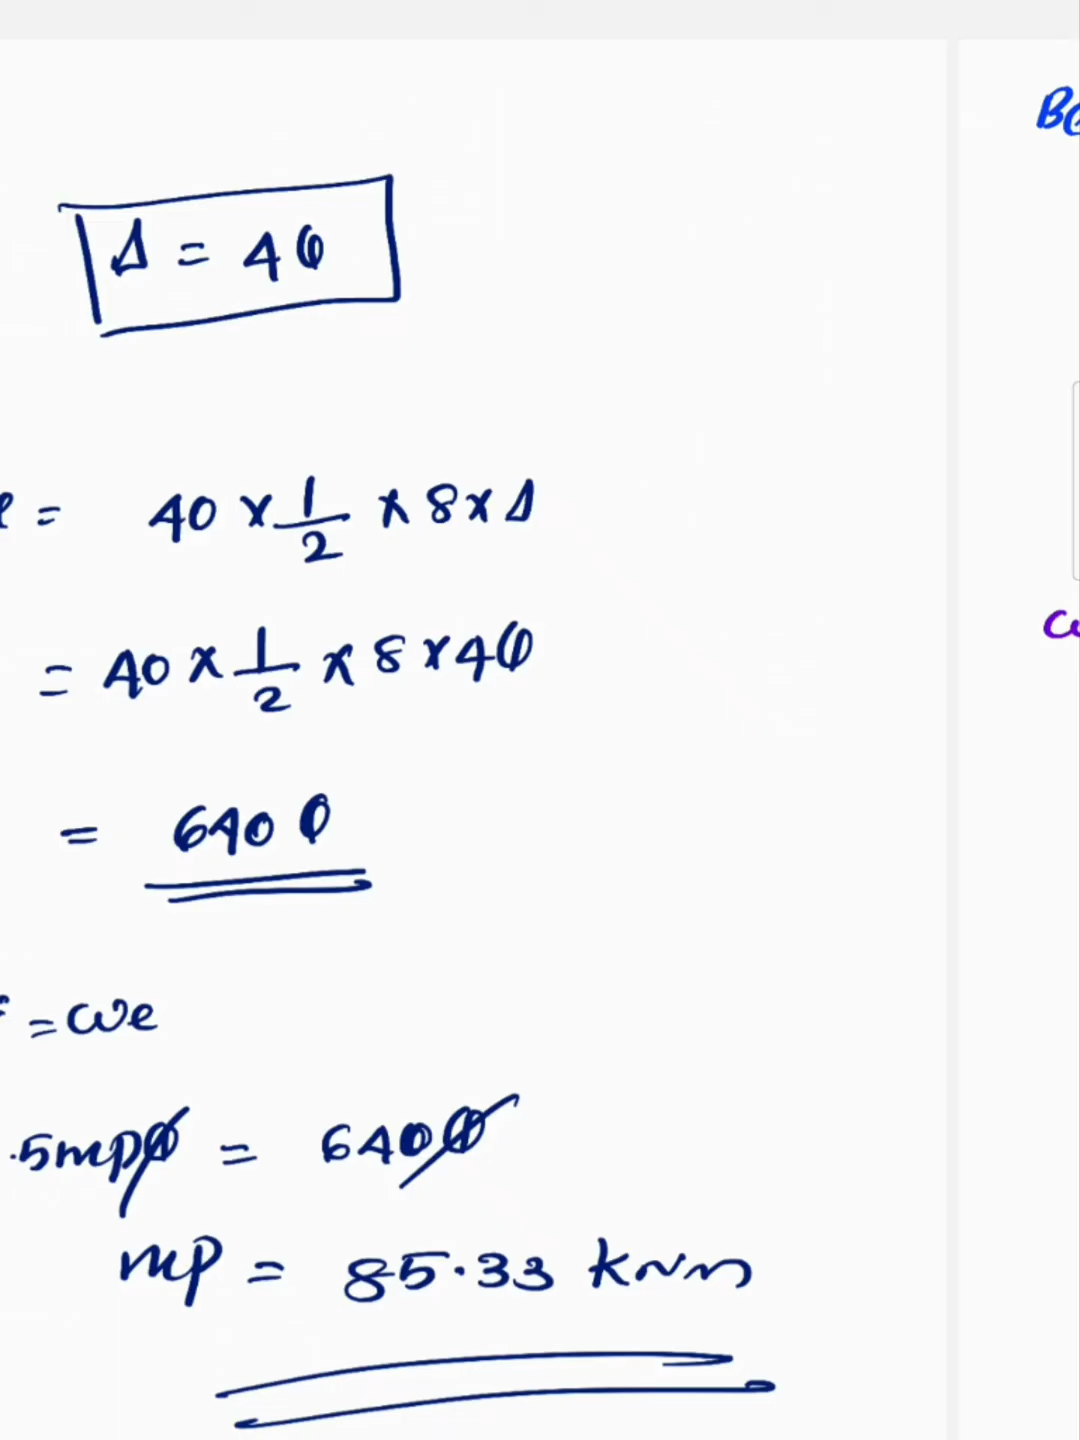 Δ = 4θ
= 40 × 1/2 × 8 × Δ
= 40 × 1/2 × 8 × 4θ
= 640 θ
= we
.5mpθ = 640θ
mp = 85.33 kNm